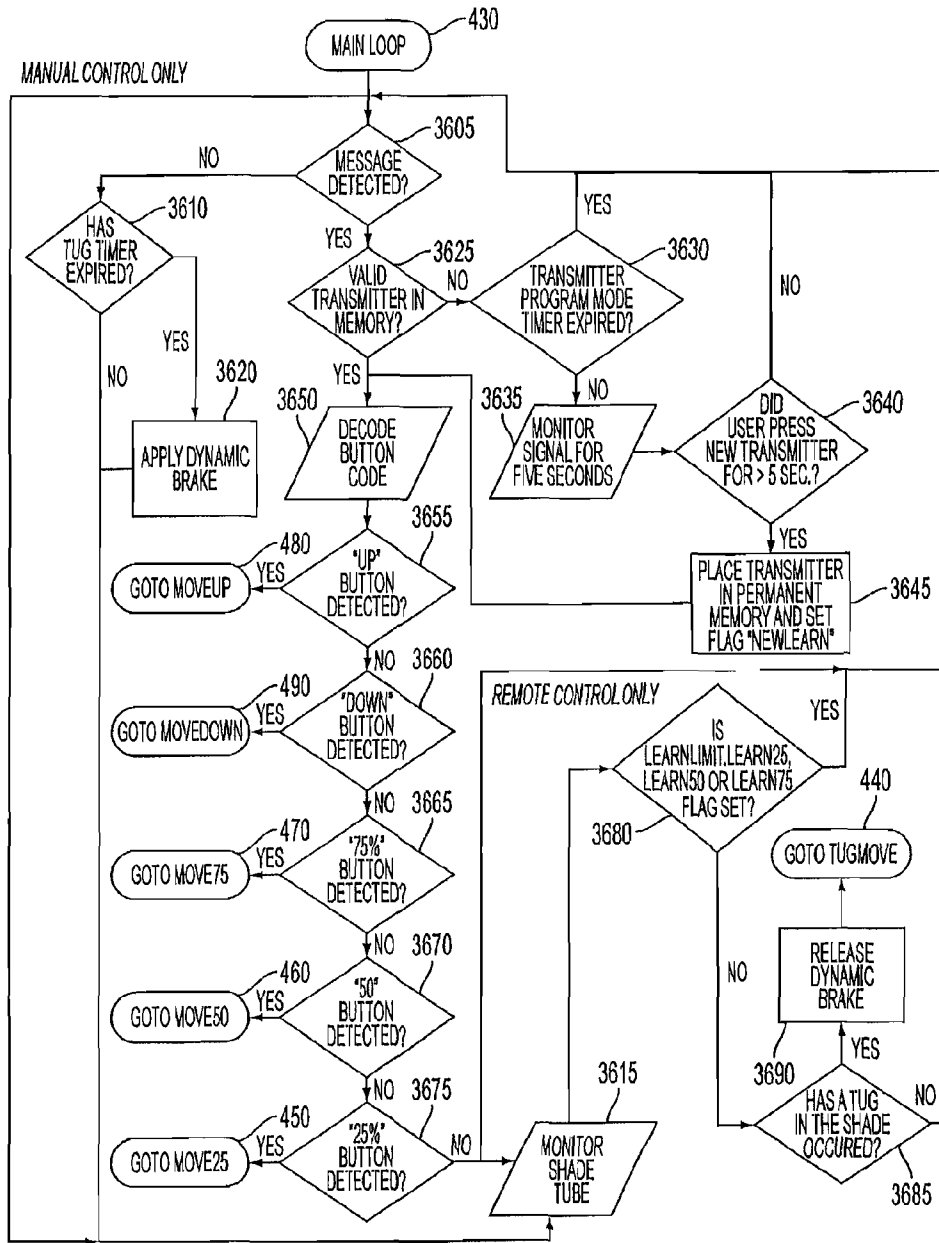 430
MAIN LOOP
MANUAL CONTROL ONLY
3605
MESSAGE
DETECTED?
NO
YES
3610
HAS
TUG TIMER
EXPIRED?
YES
NO
3620
APPLY DYNAMIC
BRAKE
3625
VALID
TRANSMITTER IN
MEMORY?
NO
YES
3630
TRANSMITTER
PROGRAM MODE
TIMER EXPIRED?
YES
NO
3635
MONITOR
SIGNAL FOR
FIVE SECONDS
3640
DID
USER PRESS
NEW TRANSMITTER
FOR > 5 SEC.?
NO
YES
3645
PLACE TRANSMITTER
IN PERMANENT
MEMORY AND SET
FLAG "NEWLEARN"
3650
DECODE
BUTTON
CODE
3655
"UP"
BUTTON
DETECTED?
YES
480
GOTO MOVEUP
NO
3660
"DOWN"
BUTTON
DETECTED?
YES
490
GOTO MOVEDOWN
NO
3665
"75%"
BUTTON
DETECTED?
YES
470
GOTO MOVE75
NO
3670
"50"
BUTTON
DETECTED?
YES
460
GOTO MOVE50
NO
3675
"25%"
BUTTON
DETECTED?
YES
450
GOTO MOVE25
NO
3615
MONITOR
SHADE
TUBE
REMOTE CONTROL ONLY
IS
LEARNLIMIT.LEARN25,
LEARN50 OR LEARN75
FLAG SET?
3680
YES
NO
440
GOTO TUGMOVE
RELEASE
DYNAMIC
BRAKE
3690
YES
HAS A TUG
IN THE SHADE
OCCURED?
NO
3685